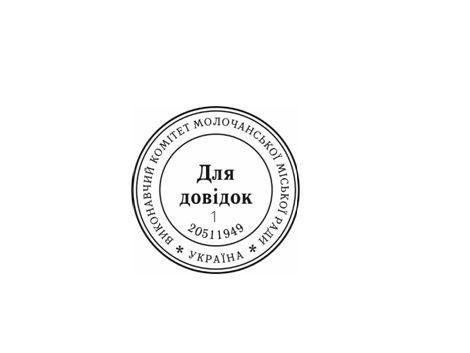 ВИКОНАВЧИЙ КОМІТЕТ МОЛОЧАНСЬКОЇ МІСЬКОЇ РАДИ
Для
довідок
1
20511949
* УКРАЇНА *